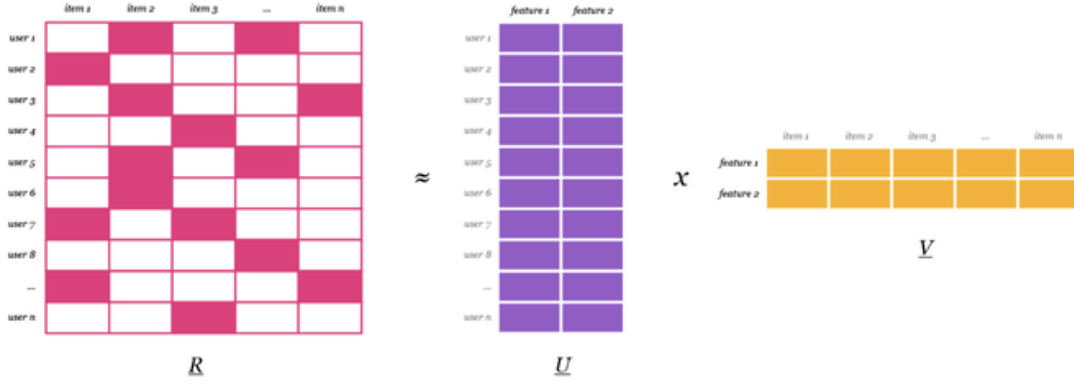 item 1 item 2 item 3 ... item n
feature 1 feature 2
user 1
user 2
user 3
user 4
user 5
user 6
user 7
user 8
...
user n
user 1
user 2
user 3
user 4
user 5
user 6
user 7
user 8
...
user n
≈
x
item 1 item 2 item 3 ... item n
feature 1
feature 2
R
U
V